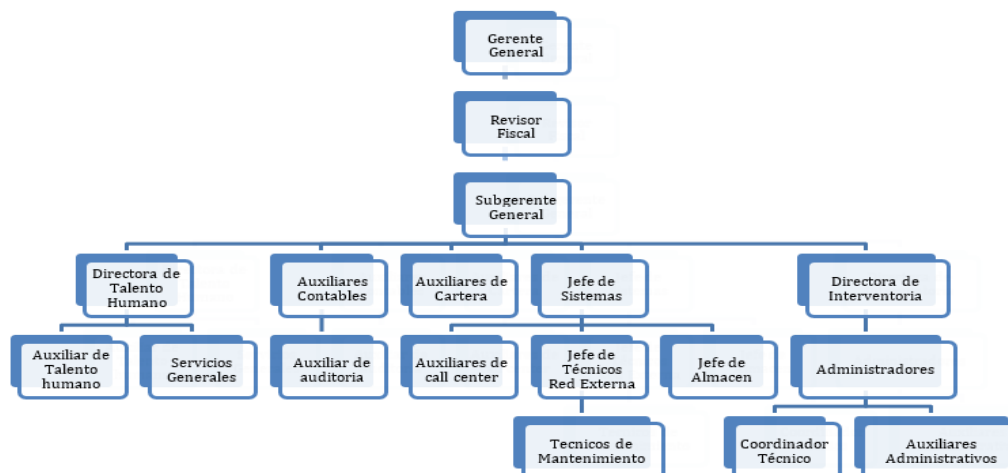 Gerente
General
Revisor
Fiscal
Subgerente
General
Directora de
Talento
Humano
Auxiliares
Contables
Auxiliares de
Cartera
Jefe de
Sistemas
Directora de
Interventoria
Auxiliar de
Talento
humano
Servicios
Generales
Auxiliar de
auditoria
Auxiliares de
call center
Jefe de
Técnicos
Red Externa
Jefe de
Almacen
Administradores
Tecnicos de
Mantenimiento
Coordinador
Técnico
Auxiliares
Administrativos